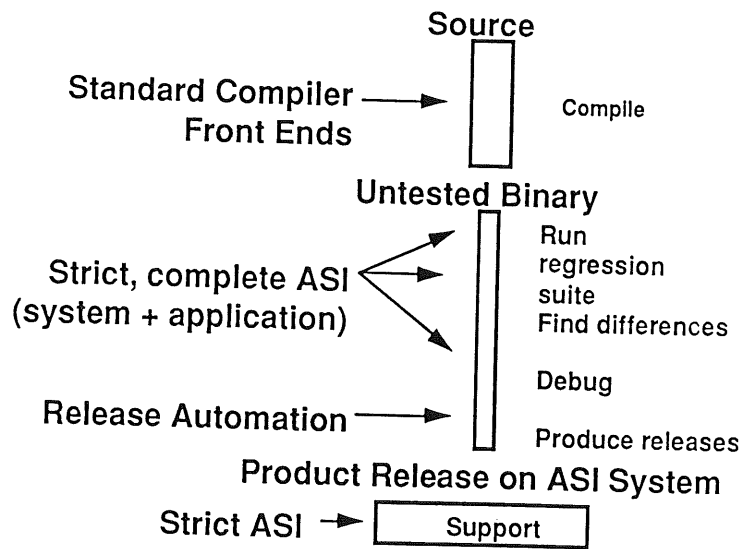 Source
Standard Compiler
Front Ends
Compile
Untested Binary
Strict, complete ASI
(system + application)
Run
regression
suite
Find differences
Debug
Release Automation
Produce releases
Product Release on ASI System
Strict ASI
Support